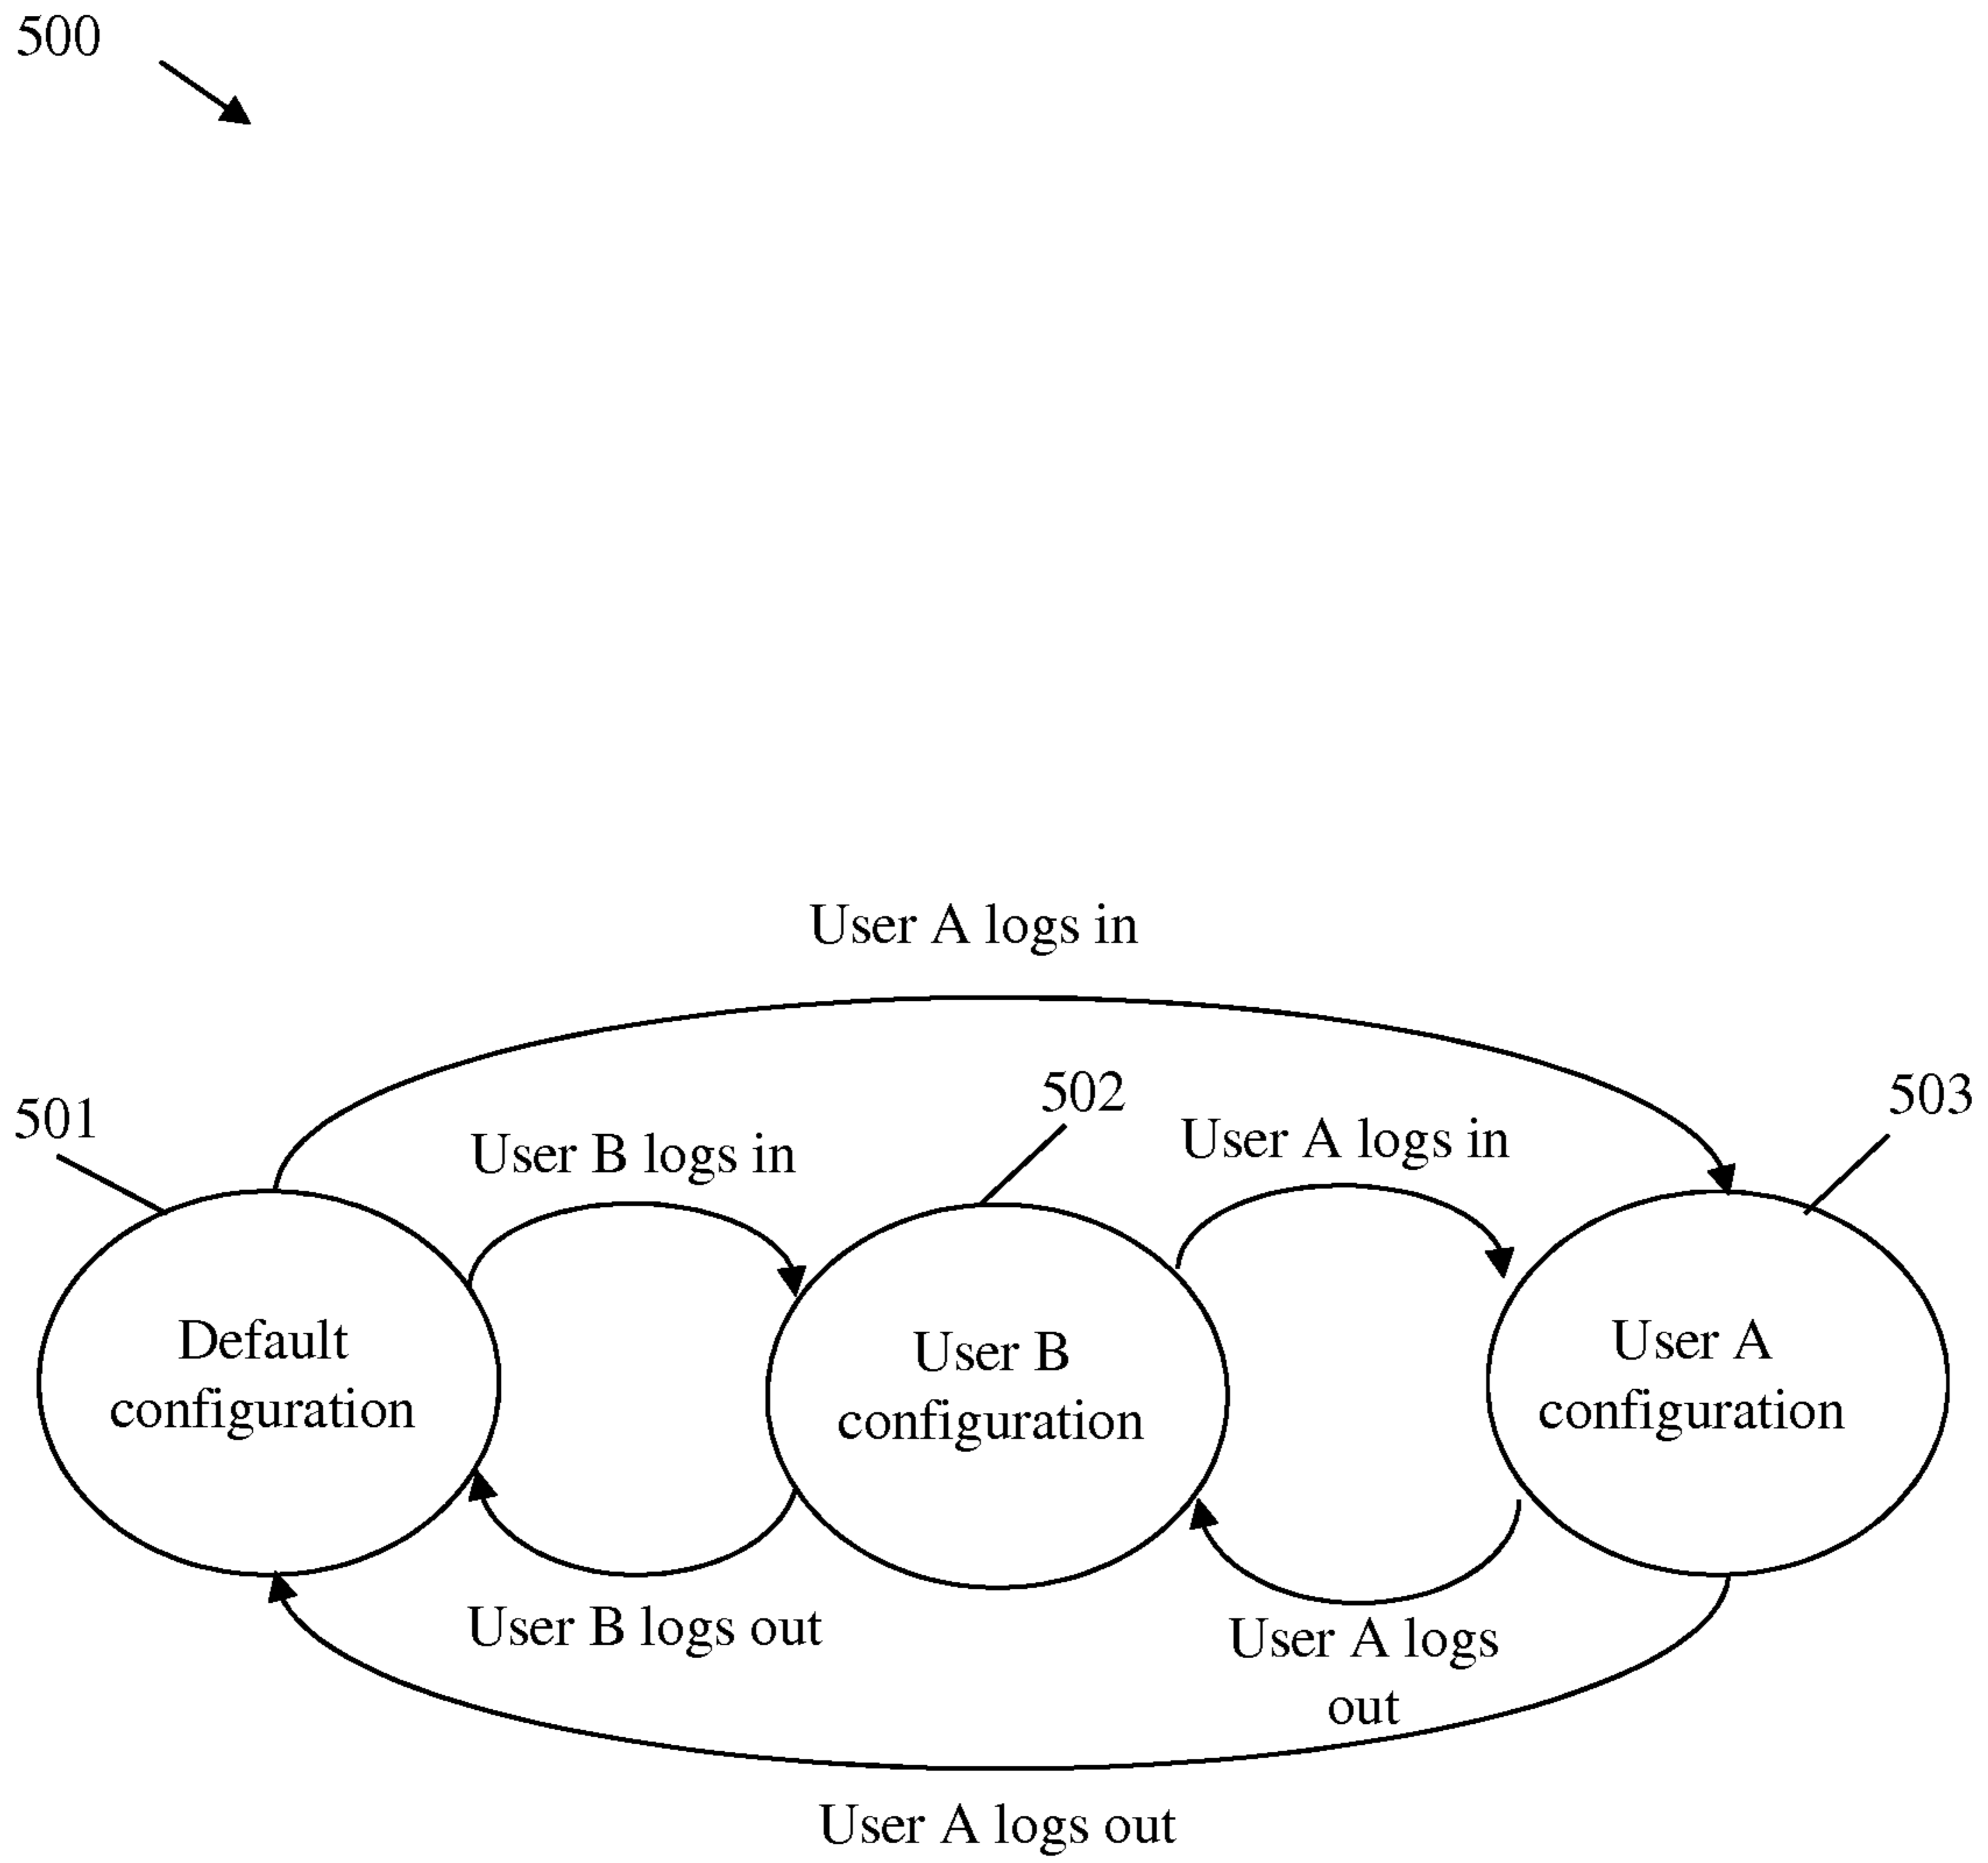 500
User A logs in
502
503
501
User B logs in
User A logs in
Default
configuration
User B
configuration
User A
configuration
User B logs out
User A logs
out
User A logs out